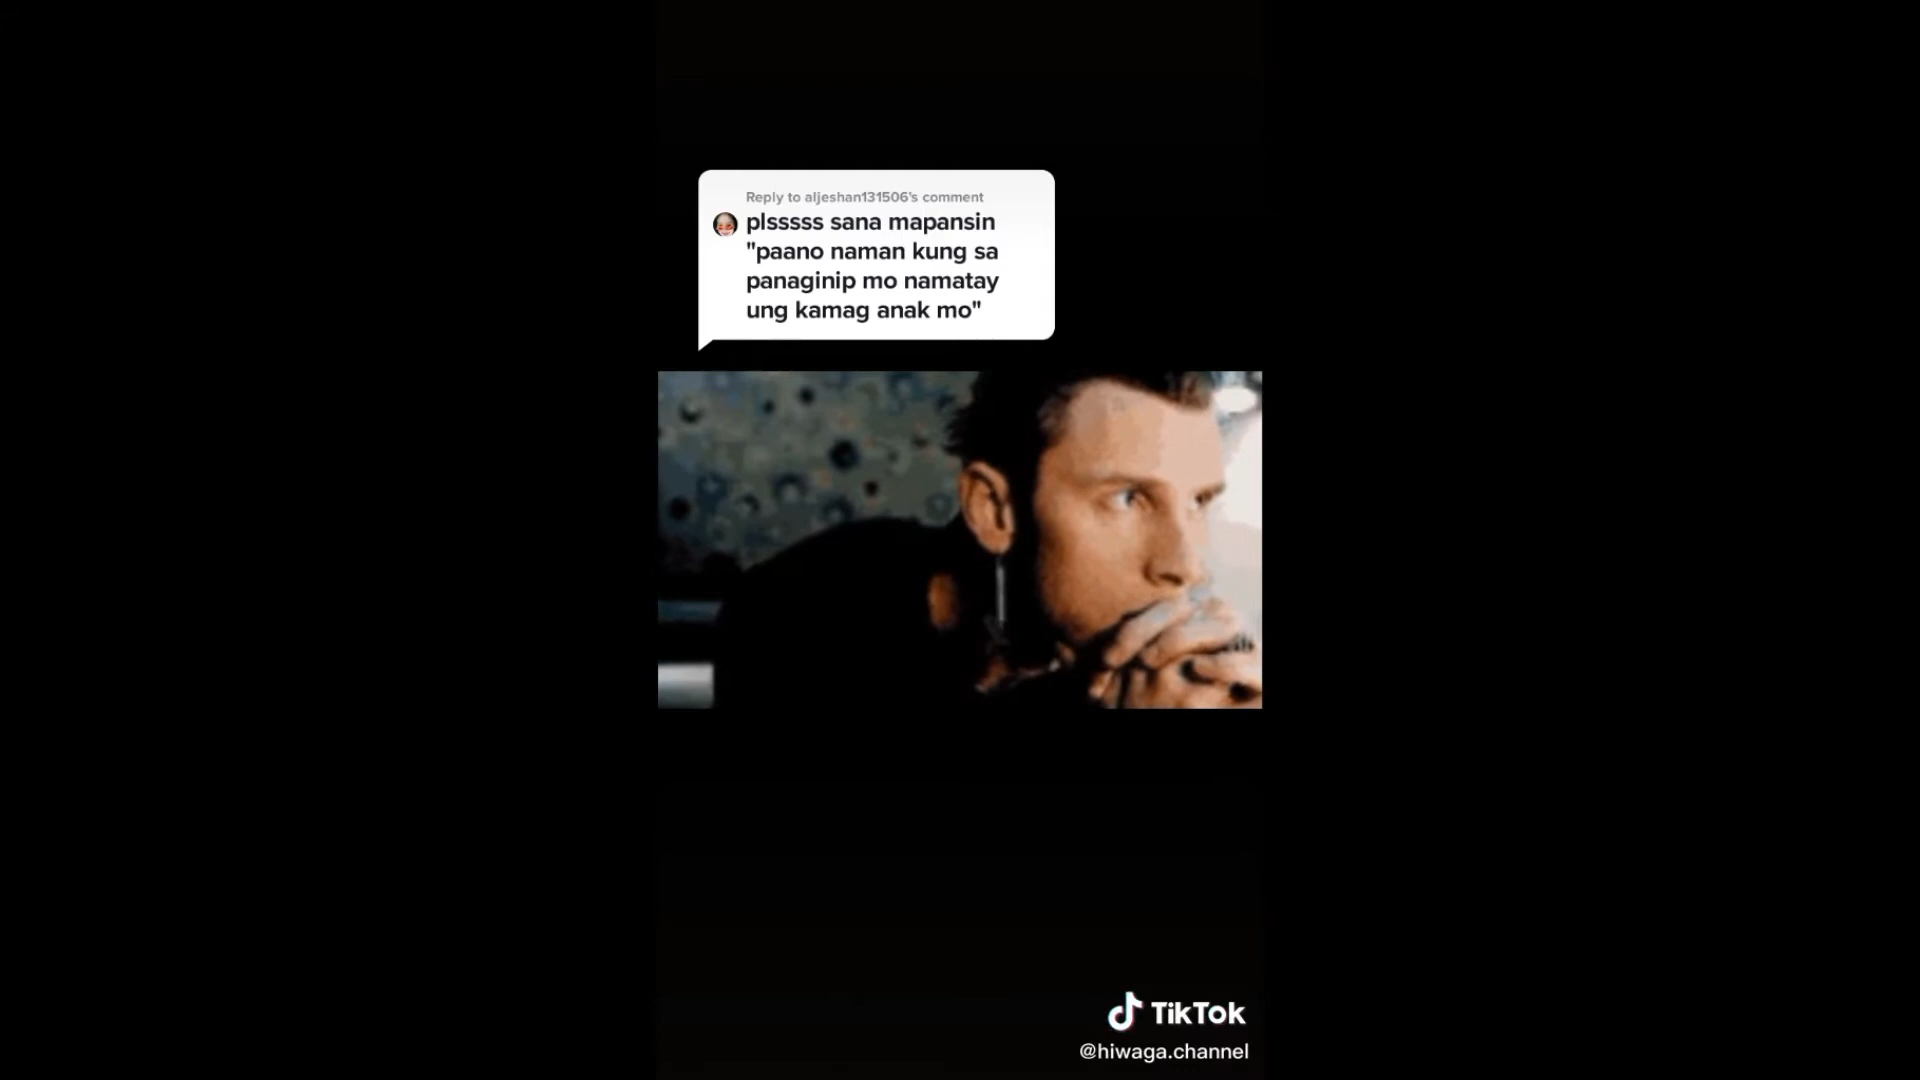 Reply to aljeshan131506's comment
plsssss sana mapansin
"paano naman kung sa
panaginip mo namatay
ung kamag anak mo"
TikTok
@hiwaga.channel